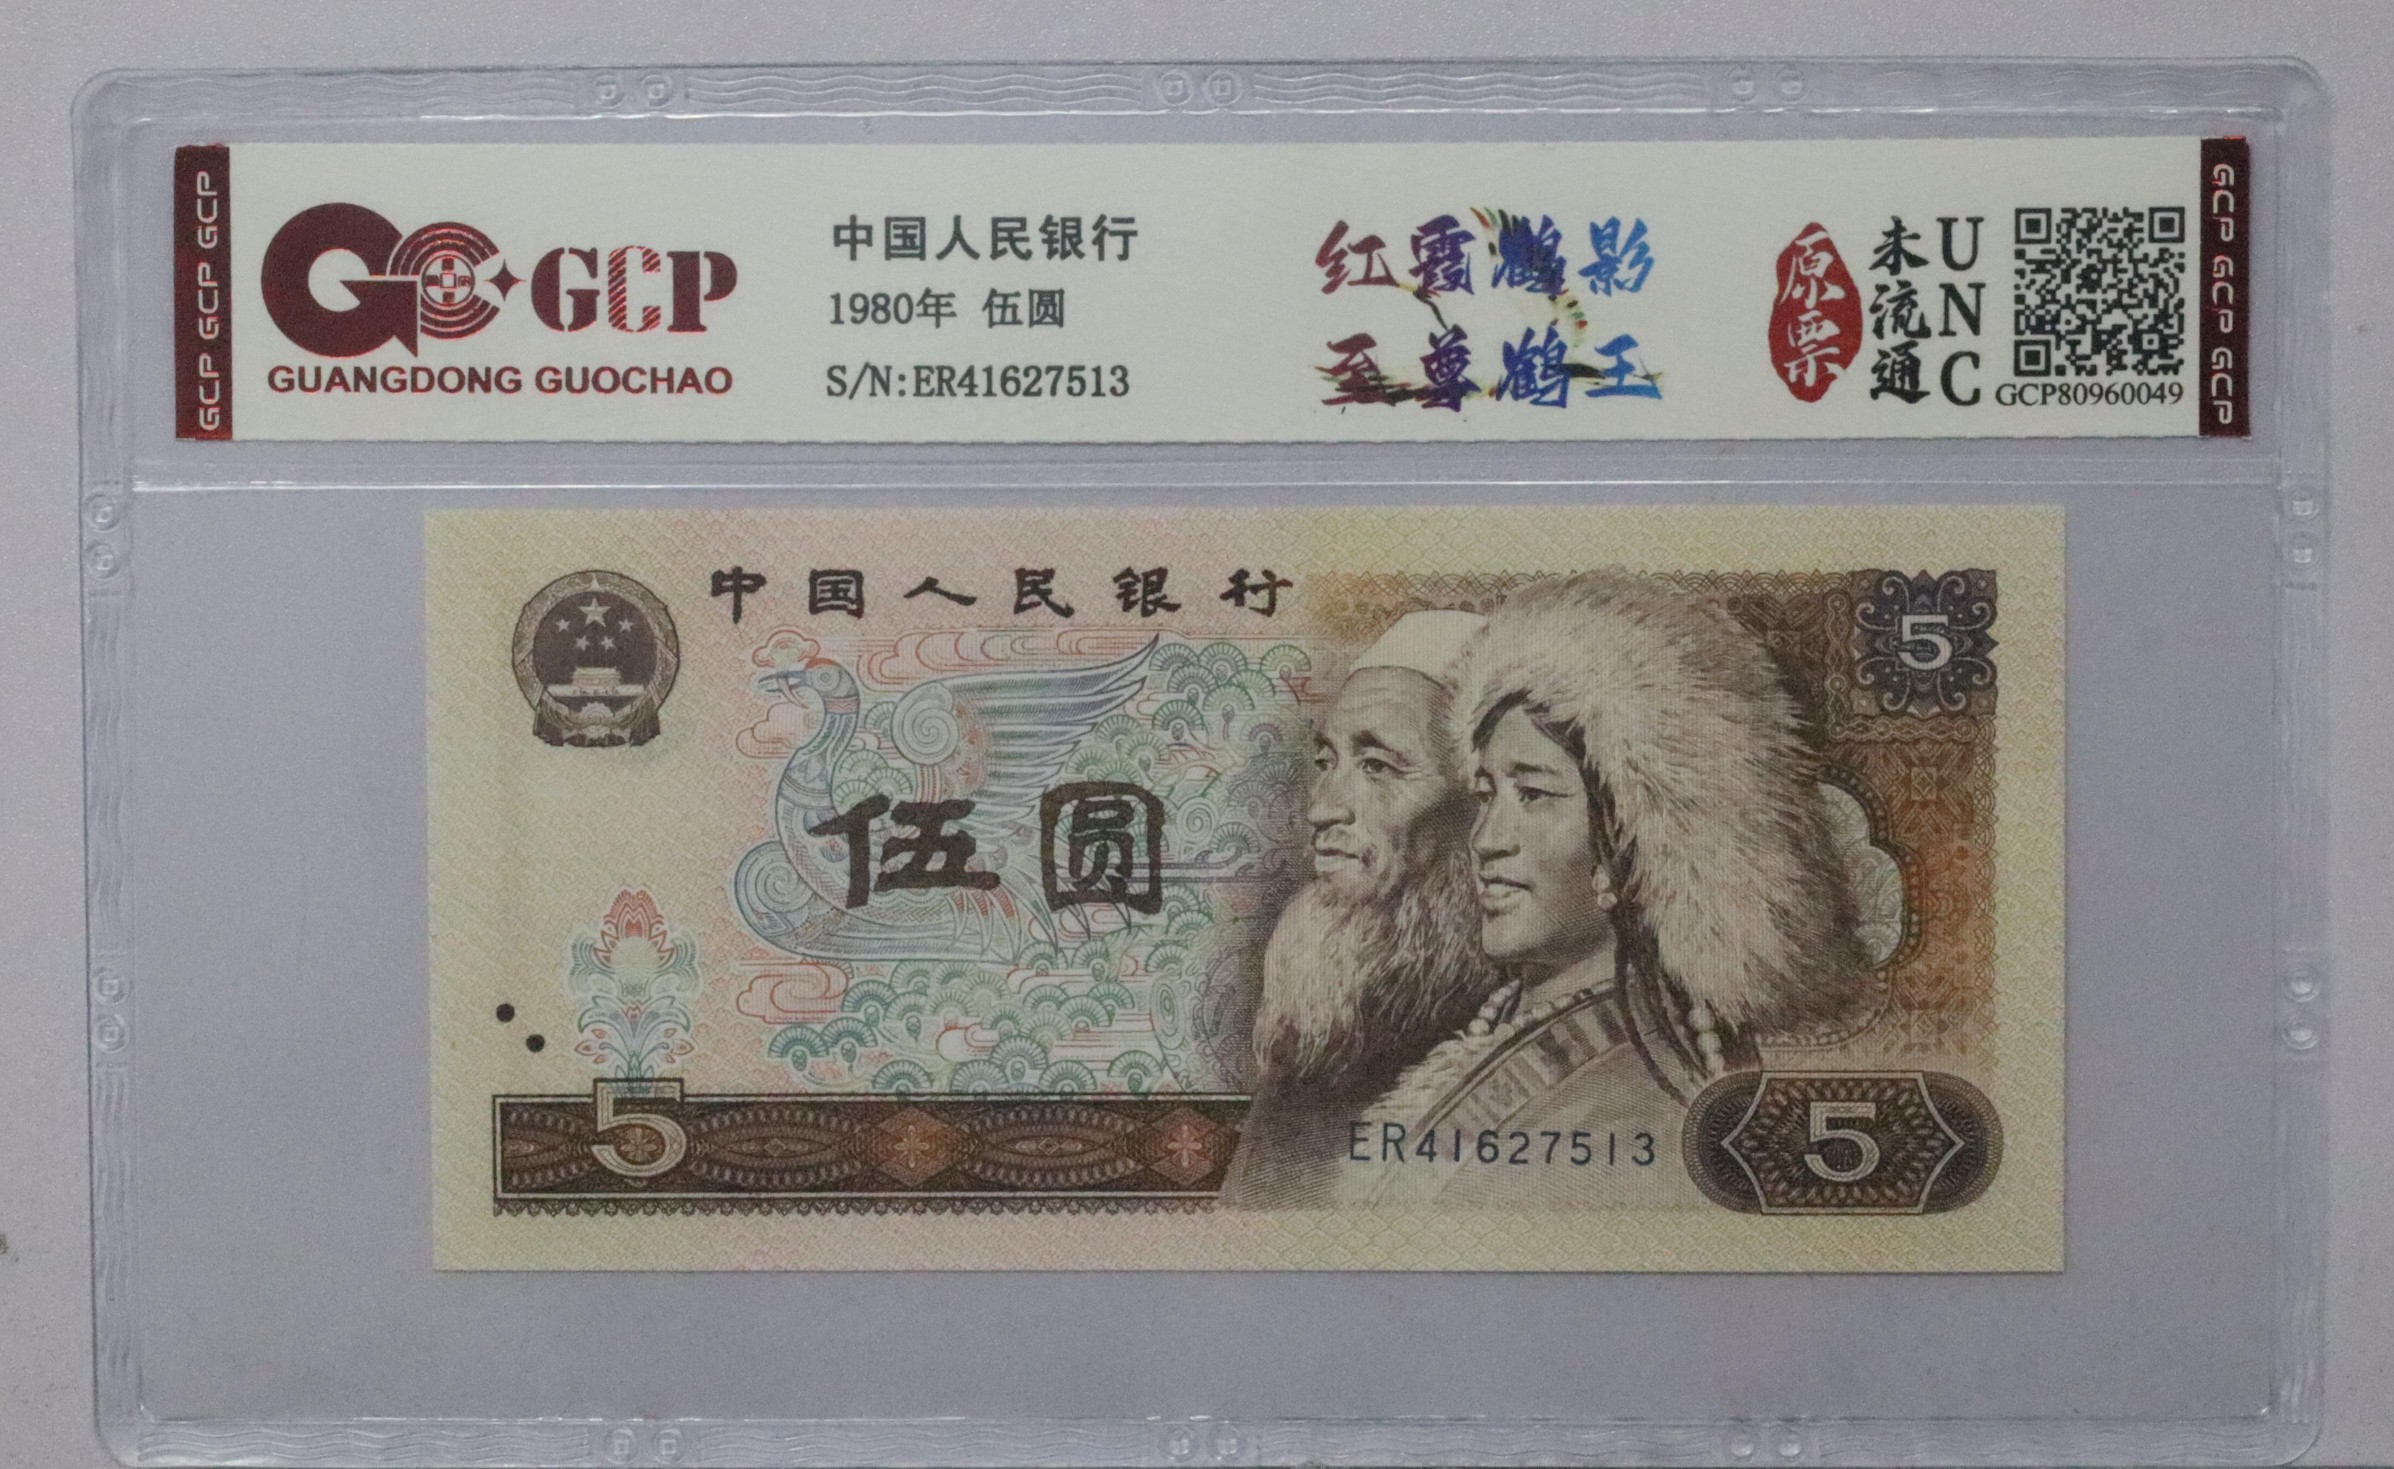 GCP GCP GCP
GCP
GUANGDONG GUOCHAO
中国人民银行
1980年 伍圆
S/N:ER41627513
红霞鹤影
至尊鹤王
原票
未流通
UNC
GCP80960049
GCP GCP GCP
中国人民银行
5
伍圆
5
ER41627513
5